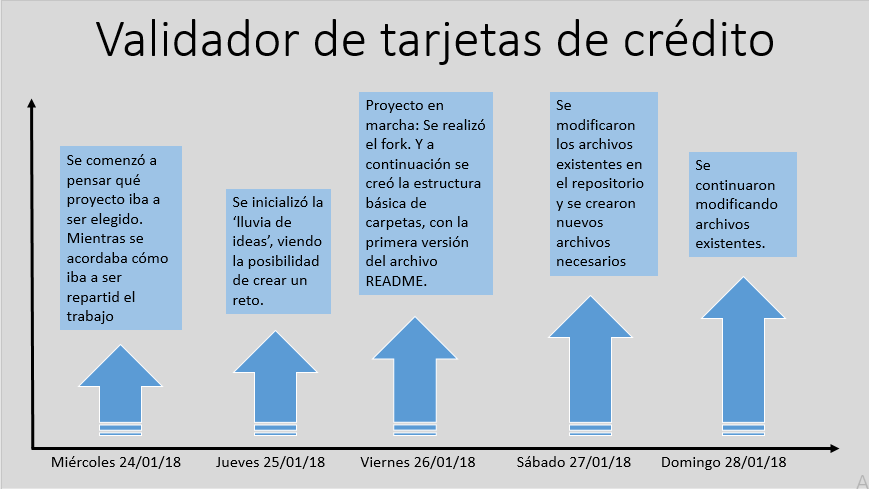 Validador de tarjetas de crédito
Se comenzó a
pensar qué
proyecto iba a
ser elegido.
Mientras se
acordaba cómo
iba a ser
repartid el
trabajo
Se inicializó la
‘lluvia de
ideas’, viendo
la posibilidad
de crear un
reto.
Proyecto en
marcha: Se realizó
el fork. Y a
continuación se
creó la estructura
básica de
carpetas, con la
primera versión
del archivo
README.
Se
modificaron
los archivos
existentes en
el repositorio
y se crearon
nuevos
archivos
necesarios
Se
continuaron
modificando
archivos
existentes.
Miércoles 24/01/18
Jueves 25/01/18
Viernes 26/01/18
Sábado 27/01/18
Domingo 28/01/18
A